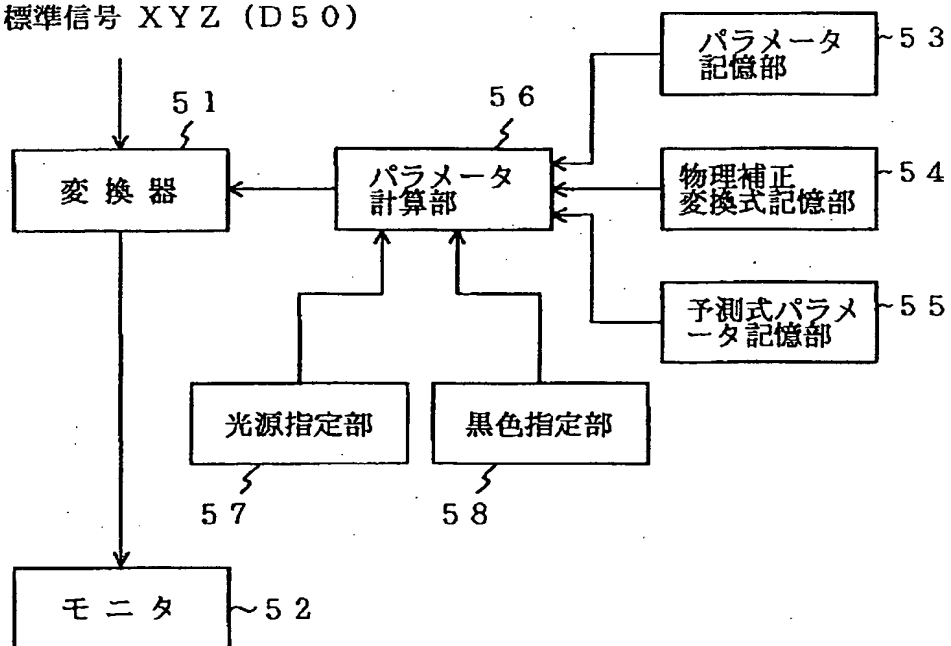 標準信号 XYZ (D50)
51
変換器
56
パラメータ
計算部
パラメータ
記憶部
53
物理補正
変換式記憶部
54
予測式パラメ
ータ記憶部
55
光源指定部
57
黒色指定部
58
モニタ
52